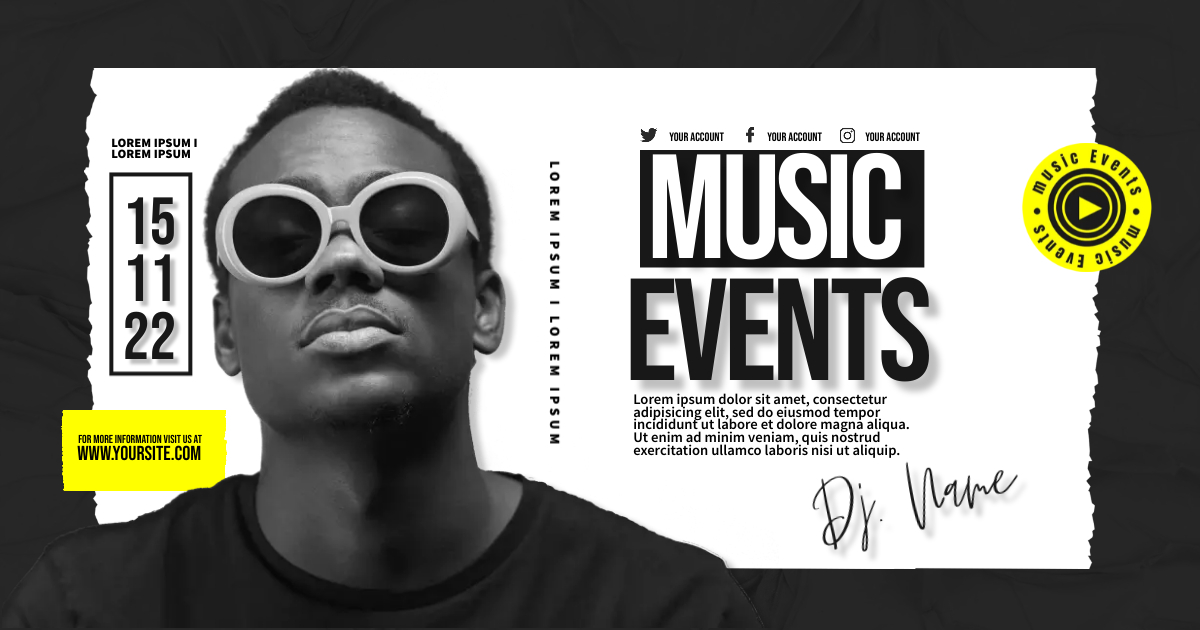 LOREM IPSUM I
LOREM IPSUM
15
11
22
FOR MORE INFORMATION VISIT US AT
WWW.YOURSITE.COM
LOREM IPSUM I LOREM IPSUM
YOUR ACCOUNT YOUR ACCOUNT YOUR ACCOUNT
MUSIC
EVENTS
Lorem ipsum dolor sit amet, consectetur
adipisicing elit, sed do eiusmod tempor
incididunt ut labore et dolore magna aliqua.
Ut enim ad minim veniam, quis nostrud
exercitation ullamco laboris nisi ut aliquip.
Dj. Name
music Events • music Events •